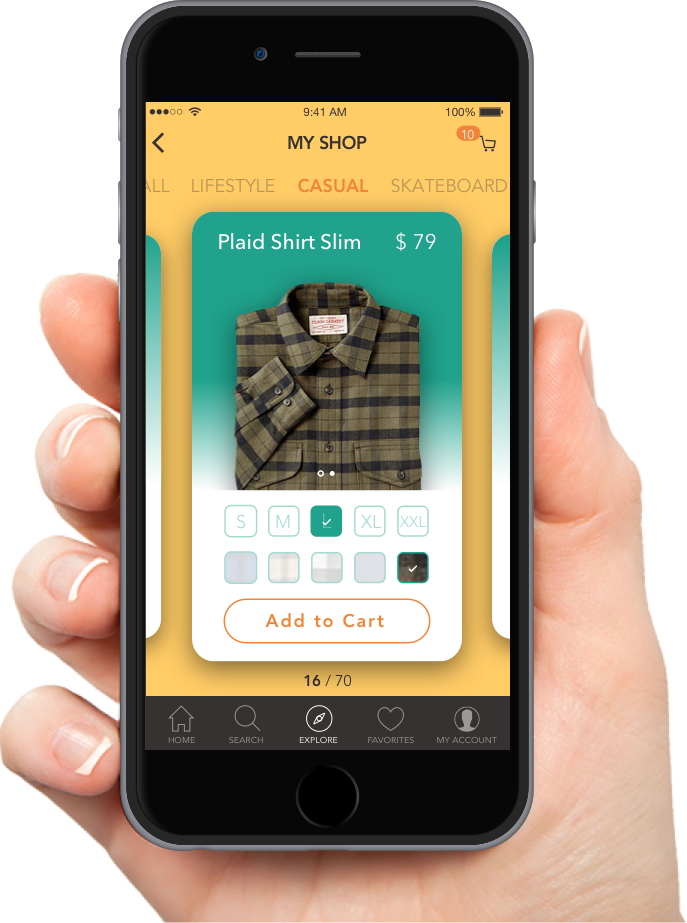 9:41 AM 100%
MY SHOP 10
ALL LIFESTYLE CASUAL SKATEBOARD
Plaid Shirt Slim $ 79
S M L XL XXL
Add to Cart
16 / 70
HOME SEARCH EXPLORE FAVORITES MY ACCOUNT